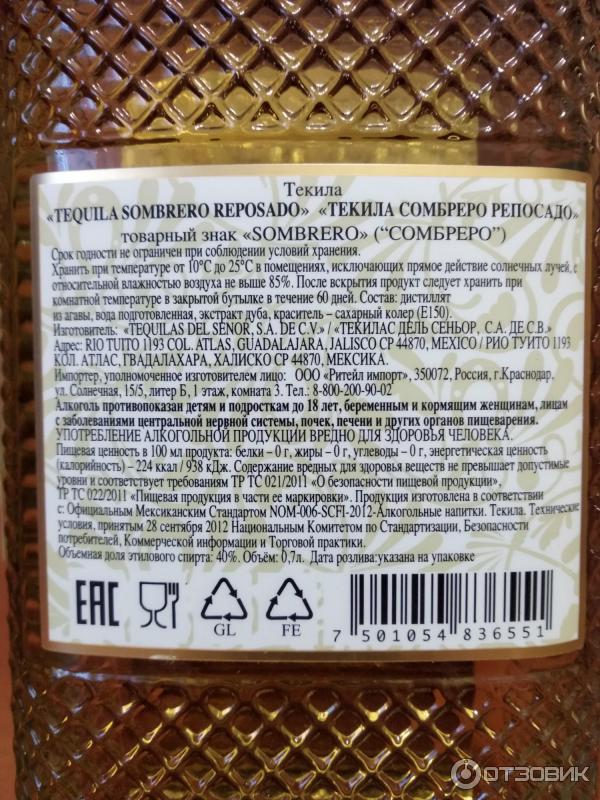 Текила
«TEQUILA SOMBRERO REPOSADO» «ТЕКИЛА СОМБРЕРО РЕПОСАДО»
товарный знак «SOMBRERO» (“СОМБРЕРО”)
Срок годности не ограничен при соблюдении условий хранения.
Хранить при температуре от 10°С до 25°С в помещениях, исключающих прямое действие солнечных лучей, с
относительной влажностью воздуха не выше 85%. После вскрытия продукт следует хранить при
комнатной температуре в закрытой бутылке в течение 60 дней. Состав: дистиллят
из агавы, вода подготовленная, экстракт дуба, краситель – сахарный колер (Е150).
Изготовитель: «TEQUILAS DEL SENOR, S.A. DE C.V.» / «ТЕКИЛАС ДЕЛЬ СЕНЬОР, С.А. ДЕ С.В.»
Адрес: RIO TUITO 1193 COL. ATLAS, GUADALAJARA, JALISCO CP 44870, MEXICO / РИО ТУИТО 1193
КОЛ. АТЛАС, ГВАДАЛАХАРА, ХАЛИСКО СР 44870, МЕКСИКА.
Импортер, уполномоченное изготовителем лицо: ООО «Ритейл импорт», 350072, Россия, г.Краснодар,
ул. Солнечная, 15/5, литер Б, 1 этаж, комната 3. Тел.: 8-800-200-90-02
Алкоголь противопоказан детям и подросткам до 18 лет, беременным и кормящим женщинам, лицам
с заболеваниями центральной нервной системы, почек, печени и других органов пищеварения.
УПОТРЕБЛЕНИЕ АЛКОГОЛЬНОЙ ПРОДУКЦИИ ВРЕДНО ДЛЯ ЗДОРОВЬЯ ЧЕЛОВЕКА.
Пищевая ценность в 100 мл продукта: белки – 0 г, жиры – 0 г, углеводы – 0 г, энергетическая ценность
(калорийность) – 224 ккал / 938 кДж. Содержание вредных для здоровья веществ не превышает допустимые
уровни и соответствует требованиям ТР ТС 021/2011 «О безопасности пищевой продукции»,
ТР ТС 022/2011 «Пищевая продукция в части ее маркировки». Продукция изготовлена в соответствии
с: Официальным Мексиканским Стандартом NOM-006-SCFI-2012-Алкогольные напитки. Текила. Технические
условия, принятым 28 сентября 2012 Национальным Комитетом по Стандартизации, Безопасности
потребителей, Коммерческой информации и Торговой практики.
Объемная доля этилового спирта: 40%. Объём: 0,7л. Дата розлива:указана на упаковке
EAC
GL
FE
7 501054 836551
ОТЗОВИК